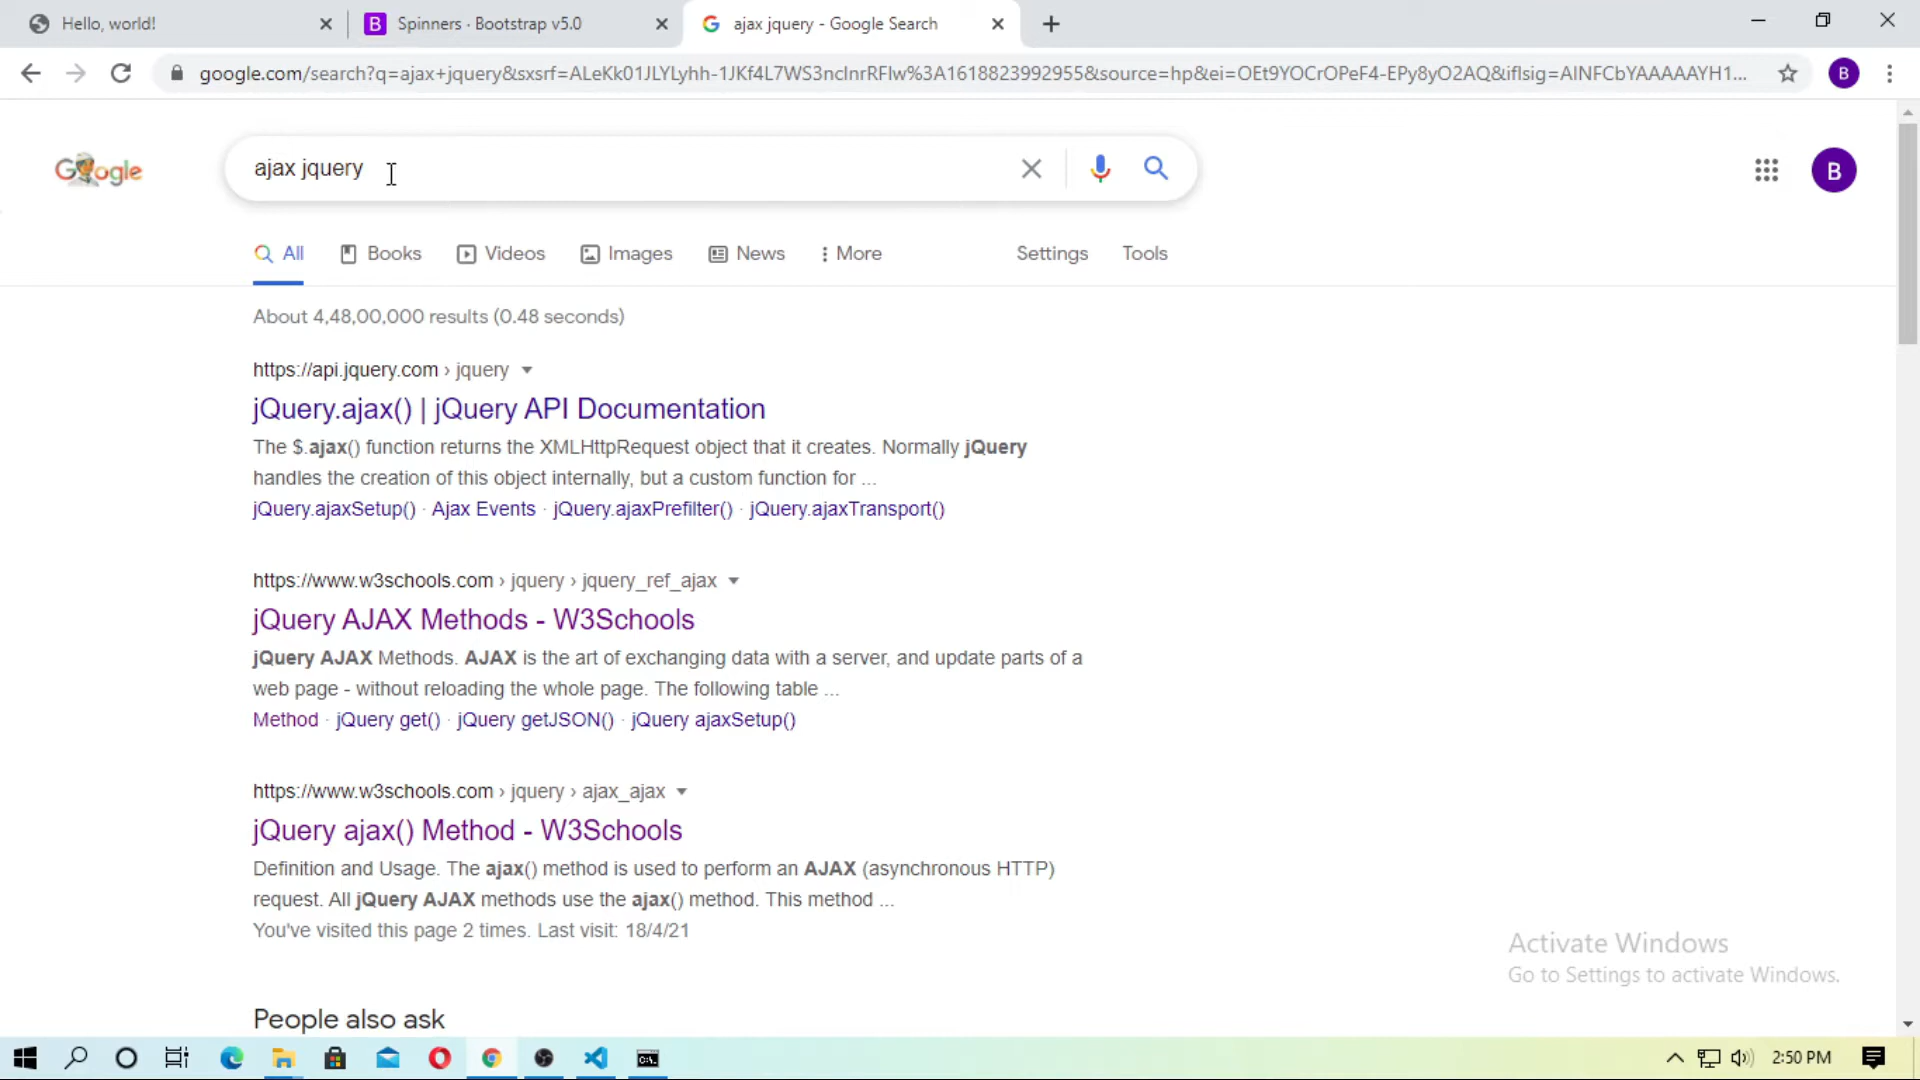 Hello, world!
Spinners · Bootstrap v5.0
ajax jquery - Google Search
google.com/search?q=ajax+jquery&sxsrf=ALeKk01JLYLyhh-1JKf4L7WS3nclnrRFlw%3A1618823992955&source=hp&ei=OEt9YOCrOPeF4-EPy8yO2AQ&iflsig=AINFCbYAAAAAYH1...
B
Google
ajax jquery
B
All
Books
Videos
Images
News
More
Settings
Tools
About 4,48,00,000 results (0.48 seconds)
https://api.jquery.com › jquery
jQuery.ajax() | jQuery API Documentation
The $.ajax() function returns the XMLHttpRequest object that it creates. Normally jQuery
handles the creation of this object internally, but a custom function for ...
jQuery.ajaxSetup() · Ajax Events · jQuery.ajaxPrefilter() · jQuery.ajaxTransport()
https://www.w3schools.com › jquery › jquery_ref_ajax
jQuery AJAX Methods - W3Schools
jQuery AJAX Methods. AJAX is the art of exchanging data with a server, and update parts of a
web page - without reloading the whole page. The following table ...
Method · jQuery get() · jQuery getJSON() · jQuery ajaxSetup()
https://www.w3schools.com › jquery › ajax_ajax
jQuery ajax() Method - W3Schools
Definition and Usage. The ajax() method is used to perform an AJAX (asynchronous HTTP)
request. All jQuery AJAX methods use the ajax() method. This method ...
You've visited this page 2 times. Last visit: 18/4/21
People also ask
Activate Windows
Go to Settings to activate Windows.
2:50 PM